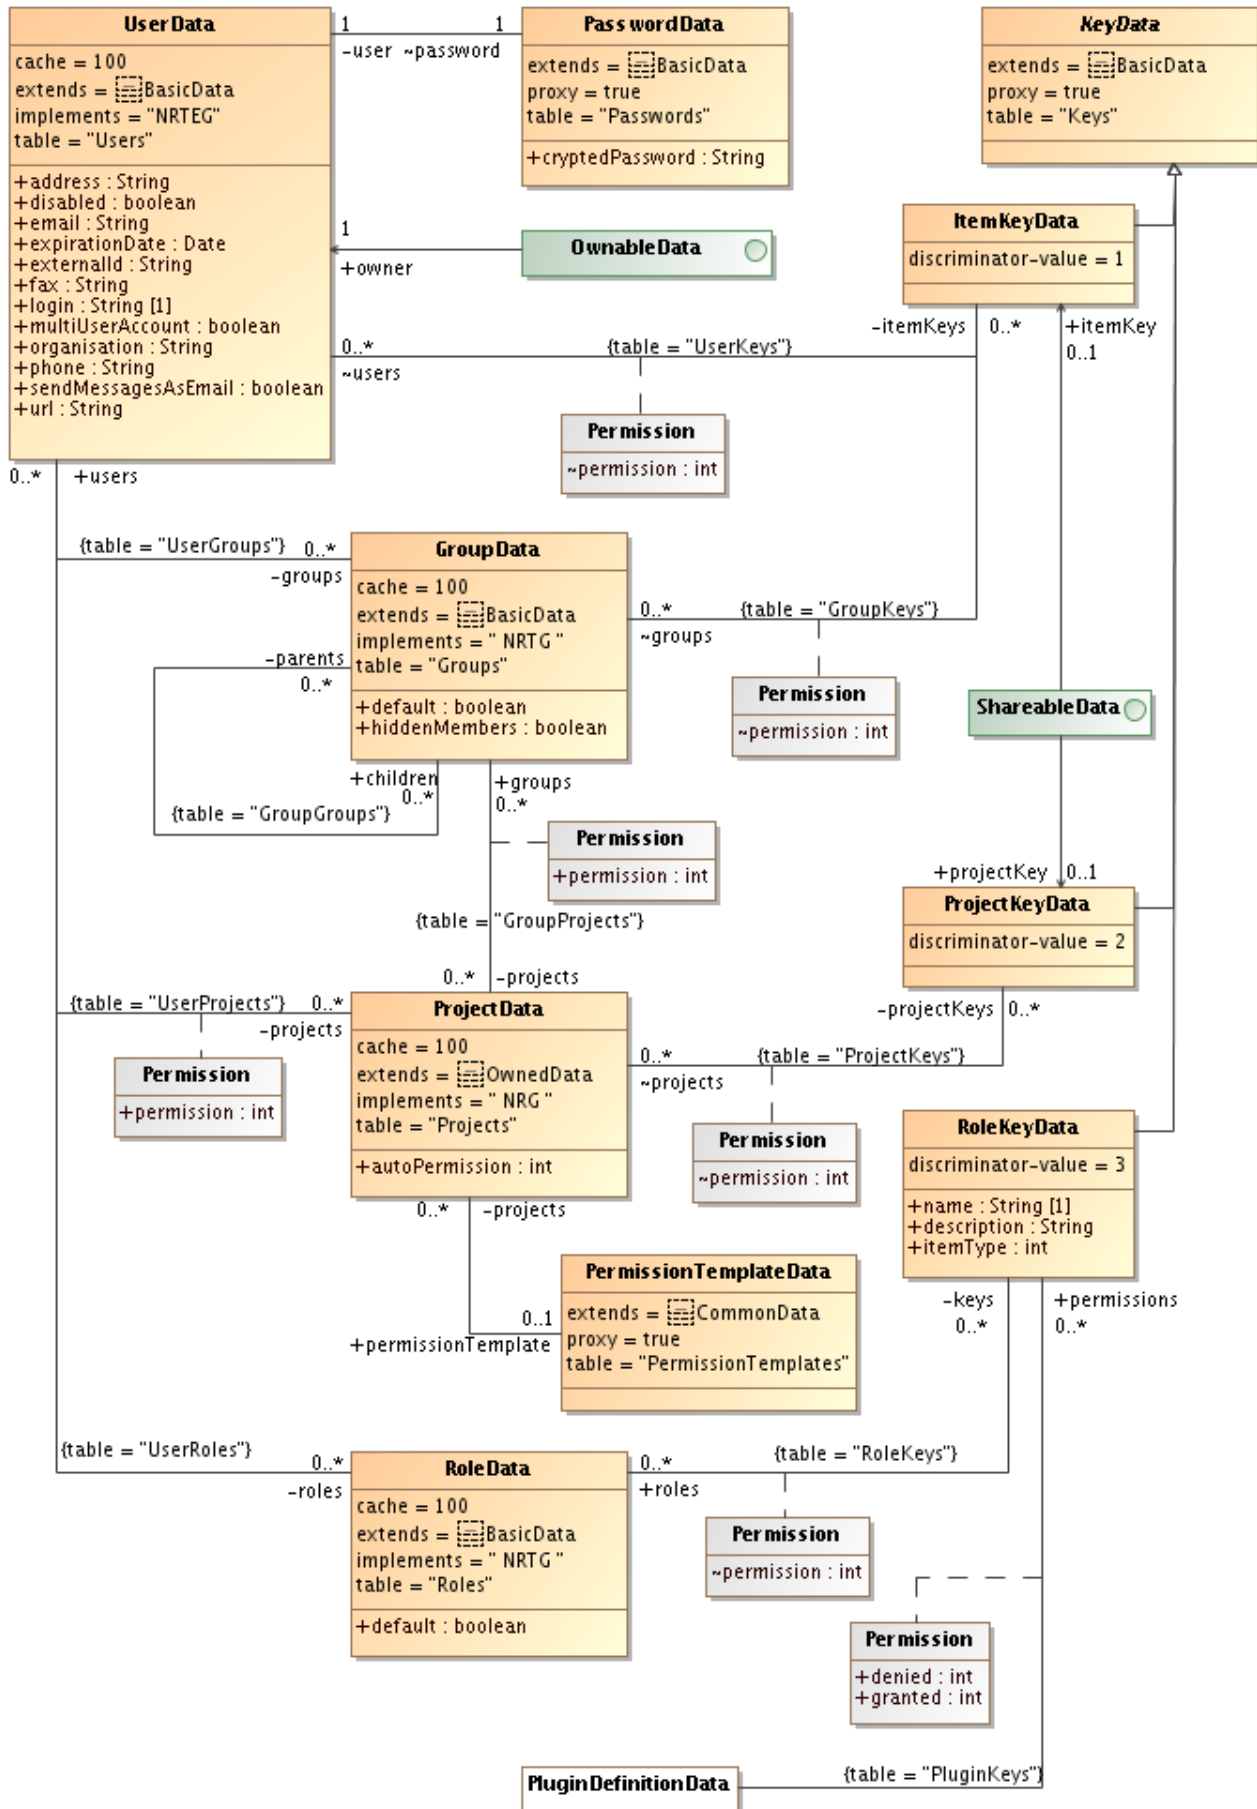 UserData
cache = 100
extends = BasicData
implements = "NRTEG"
table = "Users"
+address : String
+disabled : boolean
+email : String
+expirationDate : Date
+externalId : String
+fax : String
+login : String [1]
+multiUserAccount : boolean
+organisation : String
+phone : String
+sendMessagesAsEmail : boolean
+url : String
1 1
-user ~password
PasswordData
extends = BasicData
proxy = true
table = "Passwords"
+cryptedPassword : String
KeyData
extends = BasicData
proxy = true
table = "Keys"
1
+owner
OwnableData
ItemKeyData
discriminator-value = 1
-itemKeys 0..*
+itemKey
0..1
0..*
~users
{table = "UserKeys"}
Permission
~permission : int
0..* +users
{table = "UserGroups"} 0..*
-groups
GroupData
cache = 100
extends = BasicData
implements = " NRTG "
table = "Groups"
+default : boolean
+hiddenMembers : boolean
0..*
~groups
{table = "GroupKeys"}
Permission
~permission : int
-parents
0..*
+children
0..*
{table = "GroupGroups"}
ShareableData
+groups
0..*
Permission
+permission : int
{table = "GroupProjects"}
0..* -projects
+projectKey 0..1
ProjectKeyData
discriminator-value = 2
-projectKeys 0..*
{table = "UserProjects"} 0..*
-projects
Permission
+permission : int
ProjectData
cache = 100
extends = OwnedData
implements = " NRG "
table = "Projects"
+autoPermission : int
0..*
~projects
{table = "ProjectKeys"}
Permission
~permission : int
RoleKeyData
discriminator-value = 3
+name : String [1]
+description : String
+itemType : int
0..* -projects
0..1
+permissionTemplate
PermissionTemplateData
extends = CommonData
proxy = true
table = "PermissionTemplates"
-keys
0..*
+permissions
0..*
{table = "UserRoles"} 0..*
-roles
RoleData
cache = 100
extends = BasicData
implements = " NRTG "
table = "Roles"
+default : boolean
0..*
+roles
{table = "RoleKeys"}
Permission
~permission : int
Permission
+denied : int
+granted : int
PluginDefinitionData
{table = "PluginKeys"}